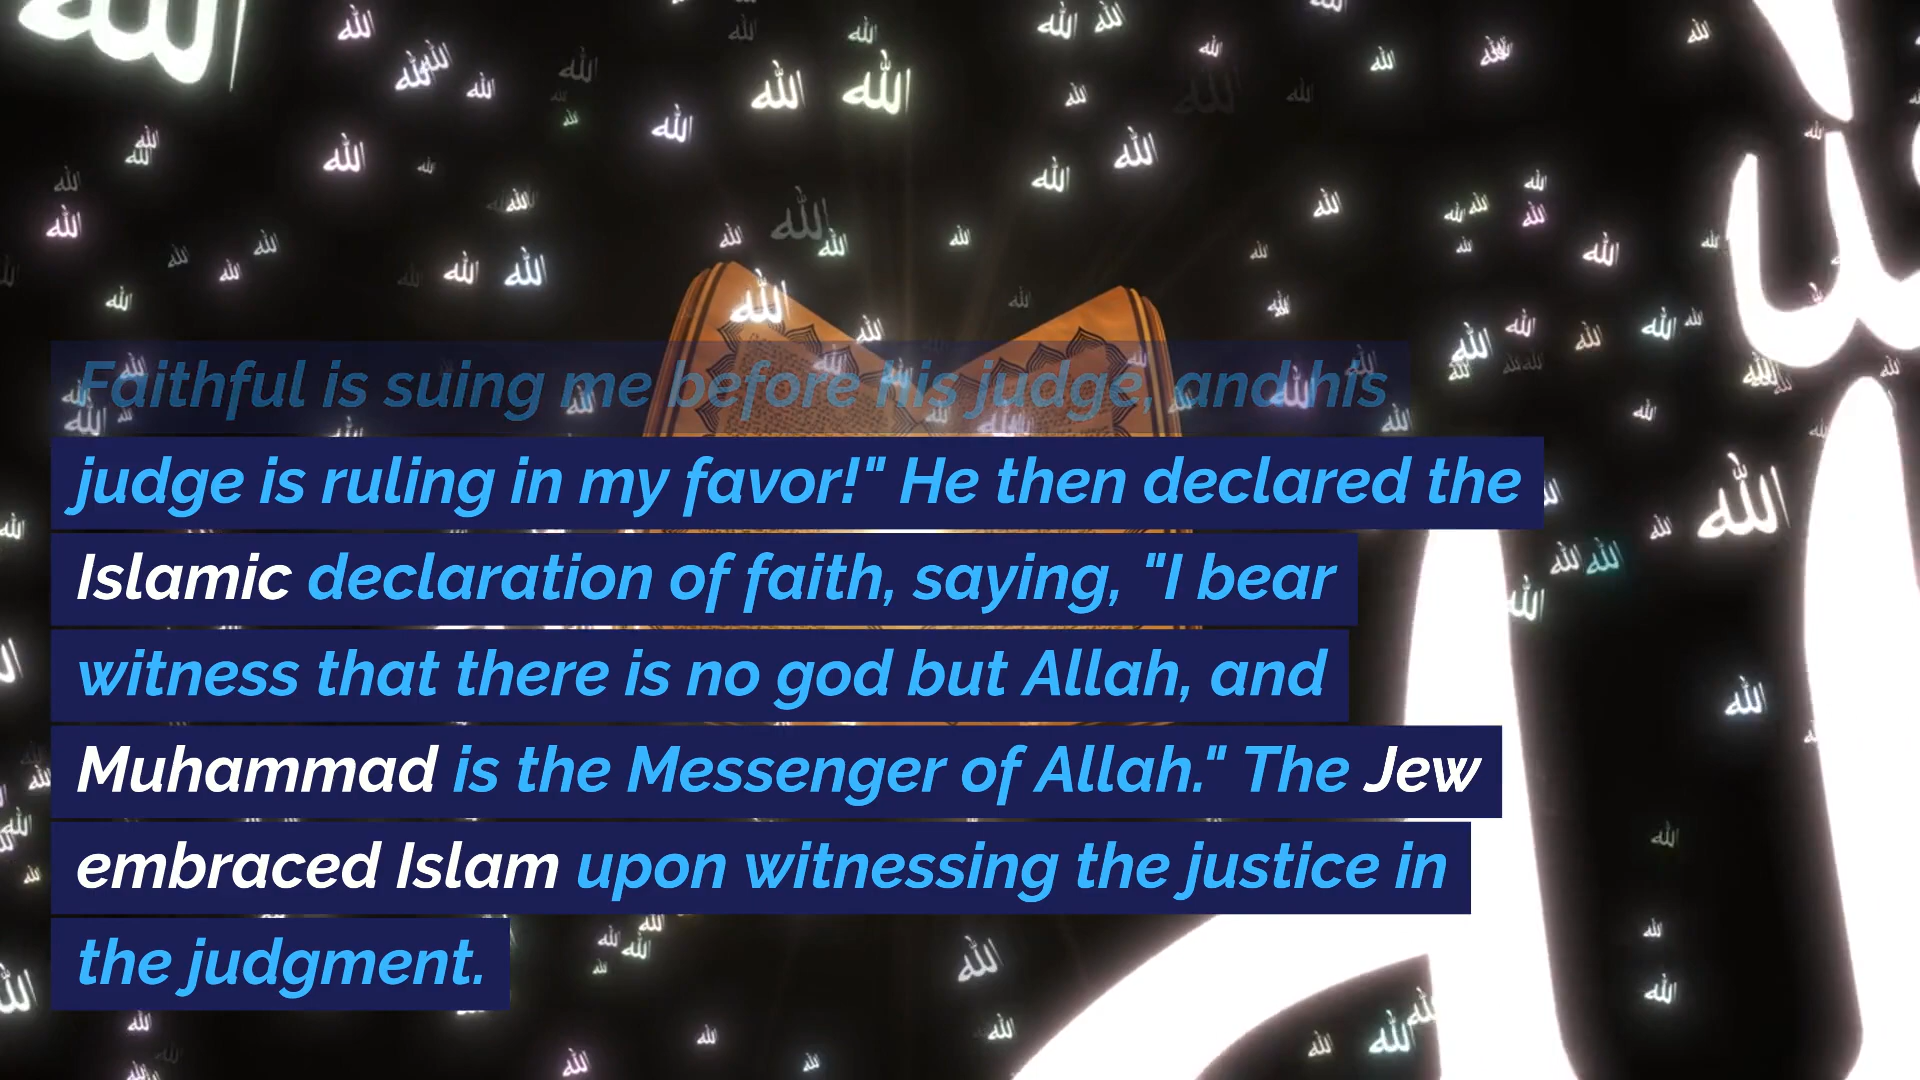 الله
Faithful is suing me before his judge, and his
judge is ruling in my favor!" He then declared the
Islamic declaration of faith, saying, "I bear
witness that there is no god but Allah, and
Muhammad is the Messenger of Allah." The Jew
embraced Islam upon witnessing the justice in
the judgment.